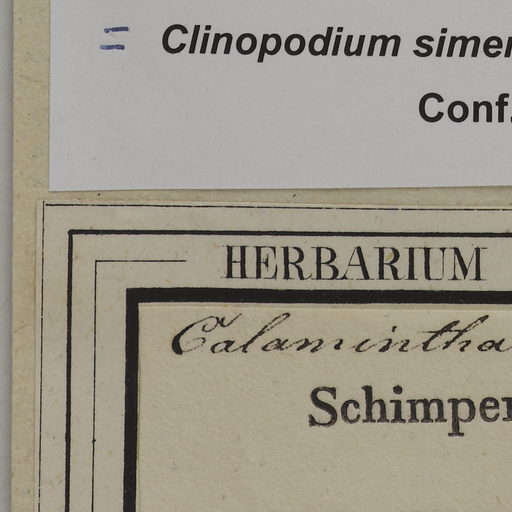 = Clinopodium simen
Conf.
HERBARIUM
Calamintha
Schimper